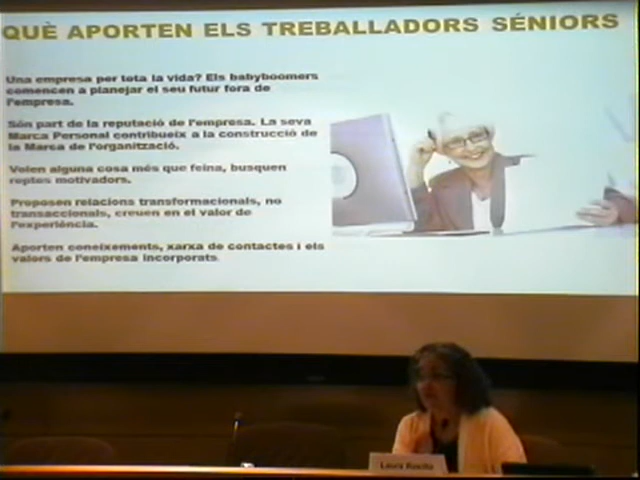 QUÈ APORTEN ELS TREBALLADORS SÉNIORS
Una empresa per tota la vida? Els babyboomers
comencen a planejar el seu futur fora de
l'empresa.
Són part de la reputació de l'empresa. La seva
Marca Personal contribueix a la construcció de
la Marca de l'organització.
Volen alguna cosa més que feina, busquen
reptes motivadors.
Proposen relacions transformacionals, no
transaccionals, creuen en el valor de
l'experiència.
Aporten coneixements, xarxa de contactes i els
valors de l'empresa incorporats.
Laura